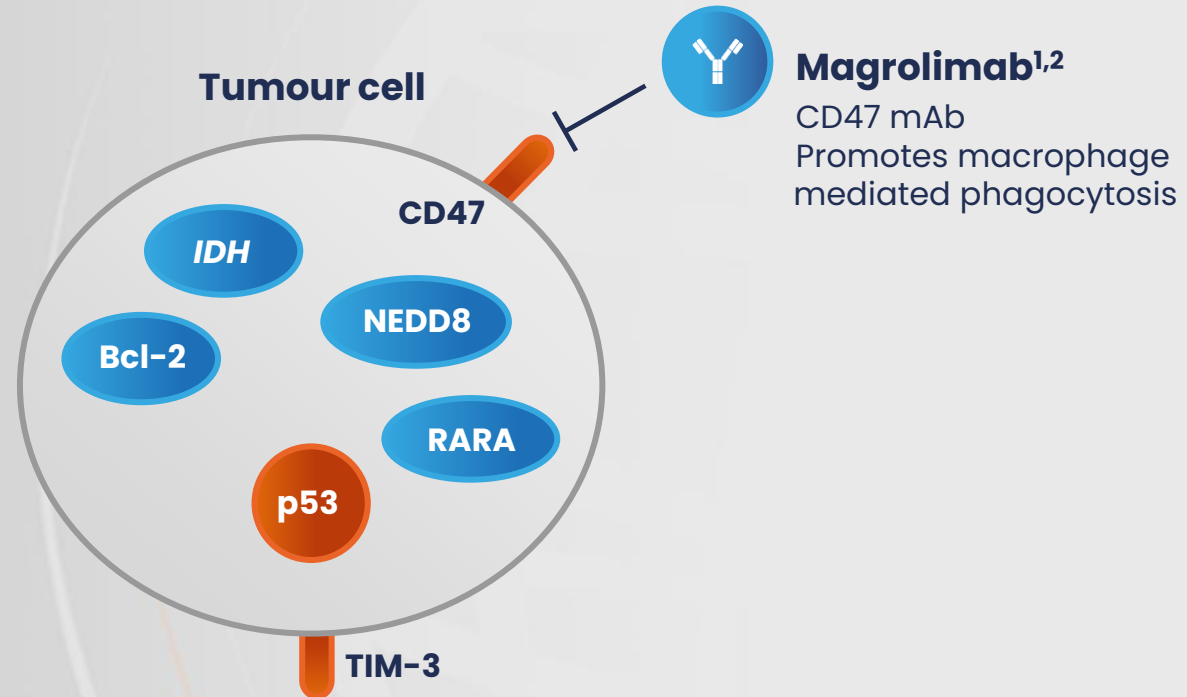 Tumour cell
Magrolimab¹,²
CD47 mAb
Promotes macrophage
mediated phagocytosis
CD47
IDH
NEDD8
Bcl-2
RARA
p53
TIM-3